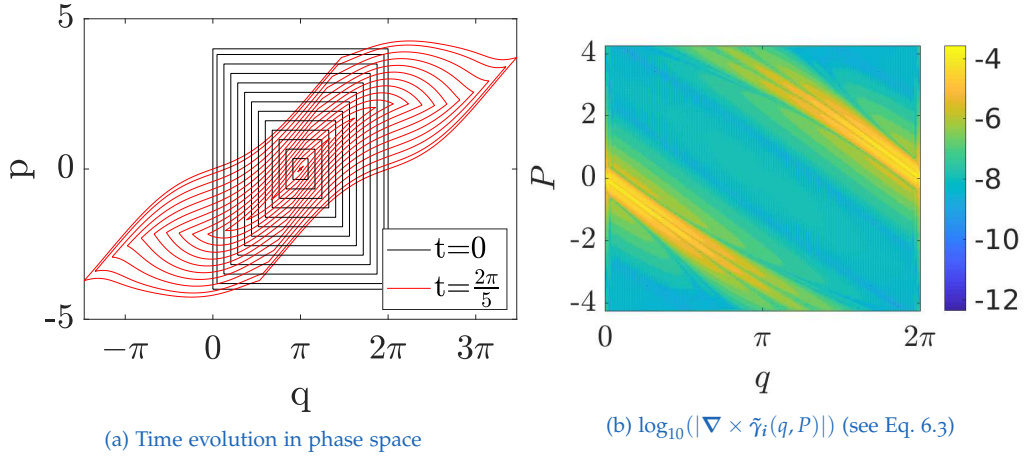 5
p
0
-5
−π
0
π
2π
3π
q
t=0
t=2π/5
(a) Time evolution in phase space
4
2
P
0
-2
-4
0
π
2π
q
-4
-6
-8
-10
-12
(b) log₁₀(|∇ × γ̃ᵢ(q, P)|) (see Eq. 6.3)